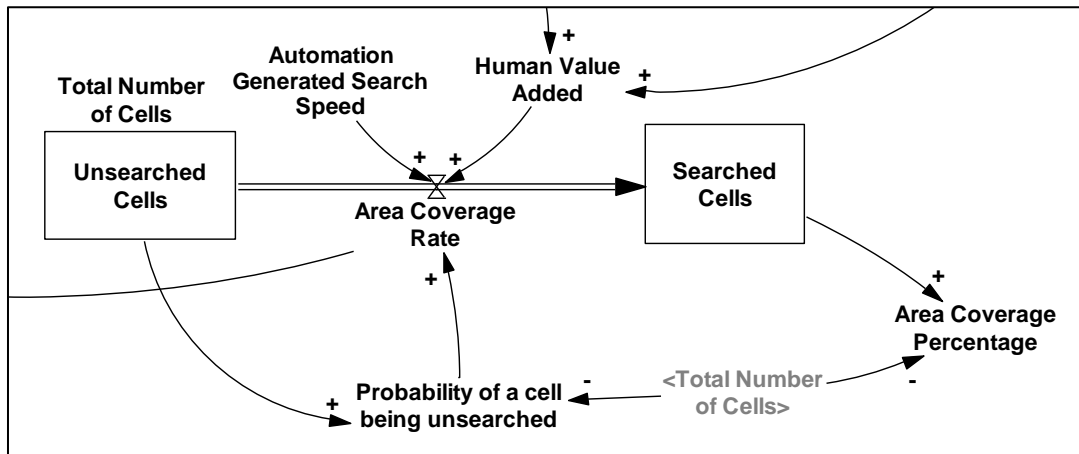 Total Number
of Cells
Unsearched
Cells
Automation
Generated Search
Speed
+
+
Human Value
Added
+
+
Area Coverage
Rate
+
Searched
Cells
+
Area Coverage
Percentage
-
<Total Number
of Cells>
-
Probability of a cell
being unsearched
+